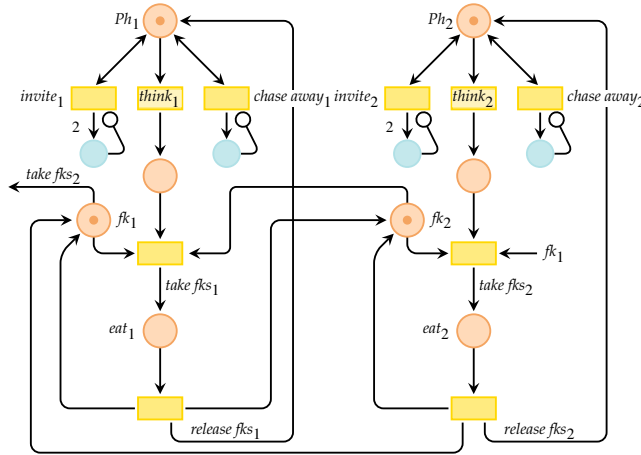 Ph₁ Ph₂
invite₁ think₁ chase away₁ invite₂ think₂ chase away₂
2 2
take fks₂
fk₁ fk₂ fk₁
take fks₁ take fks₂
eat₁ eat₂
release fks₁ release fks₂